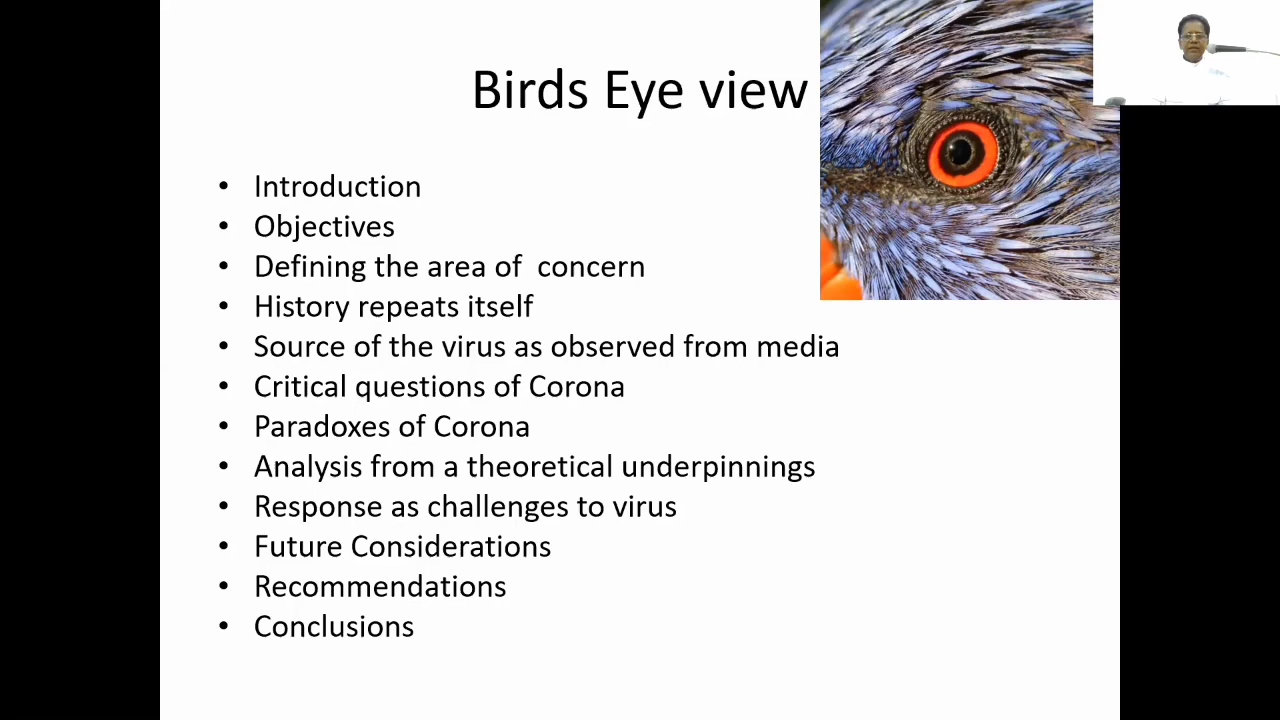 Birds Eye view
• Introduction
• Objectives
• Defining the area of  concern
• History repeats itself
• Source of the virus as observed from media
• Critical questions of Corona
• Paradoxes of Corona
• Analysis from a theoretical underpinnings
• Response as challenges to virus
• Future Considerations
• Recommendations
• Conclusions